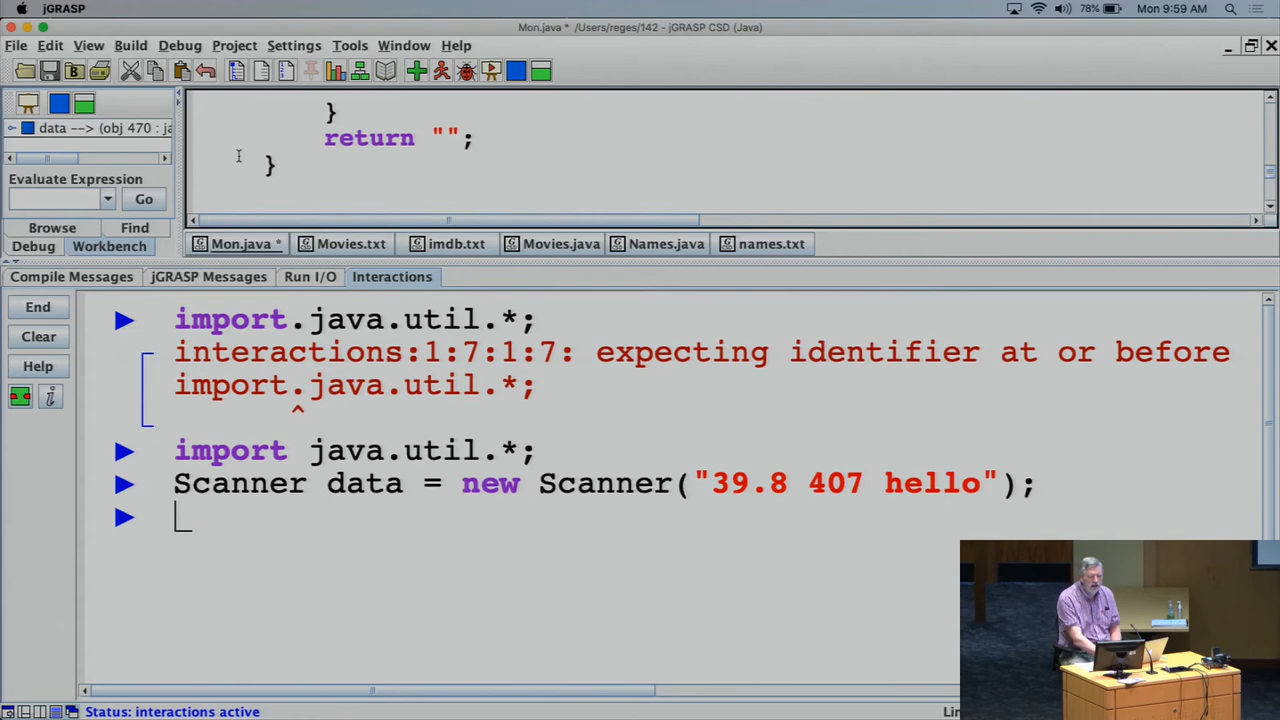 jGRASP 78% Mon 9:59 AM
Mon.java * /Users/reges/142 - jGRASP CSD (Java)
File Edit View Build Debug Project Settings Tools Window Help
}
return "";
}
data --> (obj 470 : ja
Evaluate Expression
Go
Browse Find
Debug Workbench
Mon.java * Movies.txt imdb.txt Movies.java Names.java names.txt
Compile Messages jGRASP Messages Run I/O Interactions
End
Clear
Help
import.java.util.*;
interactions:1:7:1:7: expecting identifier at or before
import.java.util.*;
^
import java.util.*;
Scanner data = new Scanner("39.8 407 hello");
Status: interactions active
Lin